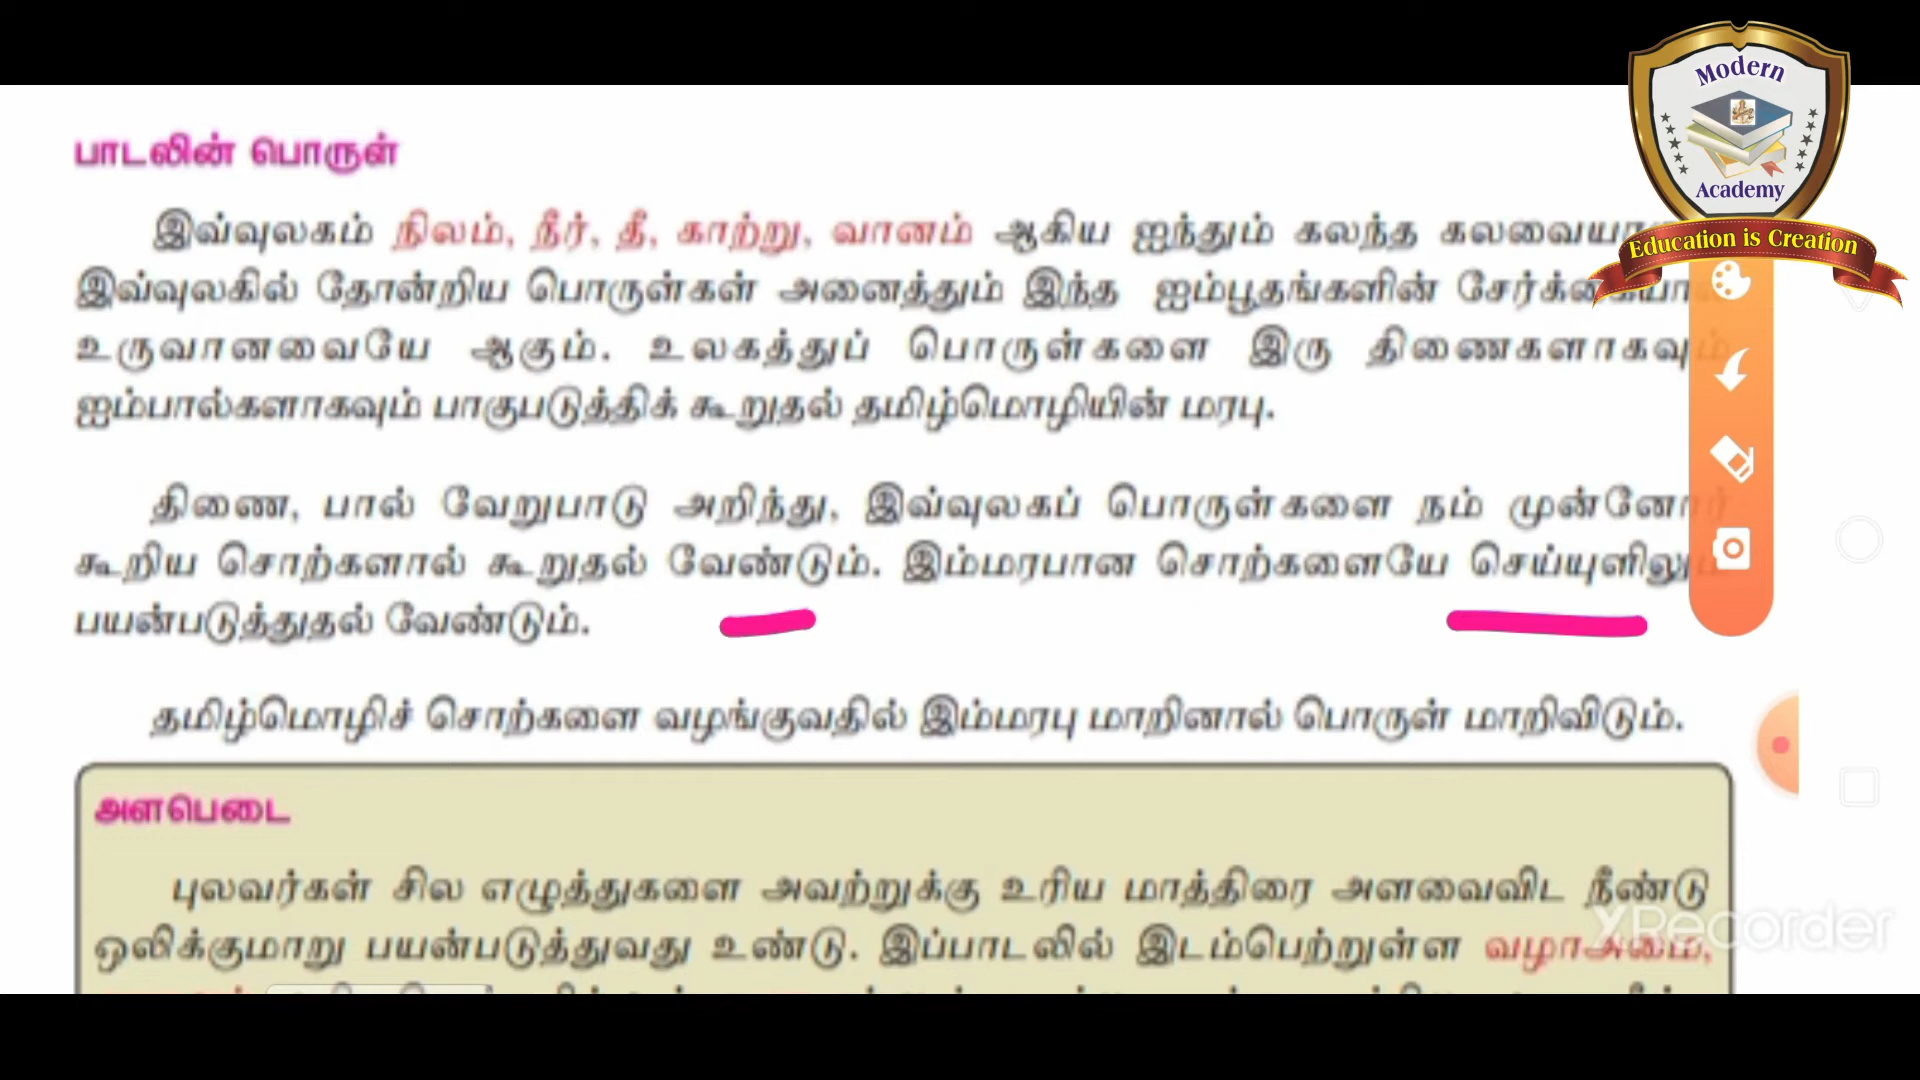 Modern
Academy
Education is Creation
பாடலின் பொருள்
இவ்வுலகம் நிலம், நீர், தீ, காற்று, வானம் ஆகிய ஐந்தும் கலந்த
இவ்வுலகில் தோன்றிய பொருள்கள் அனைத்தும் இந்த ஐம்பூதங்களின்
உருவானவையே ஆகும். உலகத்துப் பொருள்களை இரு திணைகளாகவும்
ஐம்பால்களாகவும் பாகுபடுத்திக் கூறுதல் தமிழ்மொழியின் மரபு.
திணை, பால் வேறுபாடு அறிந்து, இவ்வுலகப் பொருள்களை நம் முன்னோர்
கூறிய சொற்களால் கூறுதல் வேண்டும். இம்மரபான சொற்களையே செய்யுளிலும்
பயன்படுத்துதல் வேண்டும்.
தமிழ்மொழிச் சொற்களை வழங்குவதில் இம்மரபு மாறினால் பொருள் மாறிவிடும்.
அளபெடை
புலவர்கள் சில எழுத்துகளை அவற்றுக்கு உரிய மாத்திரை அளவைவிட நீண்டு
ஒலிக்குமாறு பயன்படுத்துவது உண்டு. இப்பாடலில் இடம்பெற்றுள்ள வழாஅமை,
XRecorder